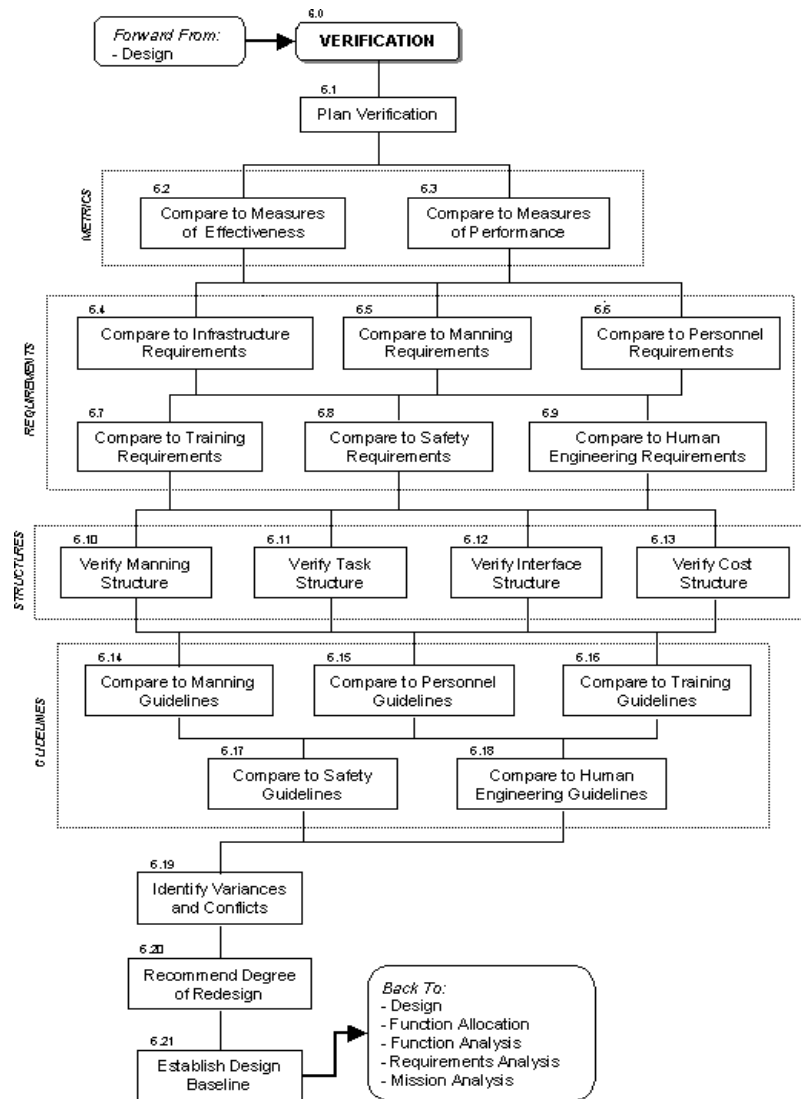 6.0
Forward From:
- Design
VERIFICATION
6.1
Plan Verification
METRICS
6.2
Compare to Measures
of Effectiveness
6.3
Compare to Measures
of Performance
REQUIREMENTS
6.4
Compare to Infrastructure
Requirements
6.5
Compare to Manning
Requirements
6.6
Compare to Personnel
Requirements
6.7
Compare to Training
Requirements
6.8
Compare to Safety
Requirements
6.9
Compare to Human
Engineering Requirements
STRUCTURES
6.10
Verify Manning
Structure
6.11
Verify Task
Structure
6.12
Verify Interface
Structure
6.13
Verify Cost
Structure
GUIDELINES
6.14
Compare to Manning
Guidelines
6.15
Compare to Personnel
Guidelines
6.16
Compare to Training
Guidelines
6.17
Compare to Safety
Guidelines
6.18
Compare to Human
Engineering Guidelines
6.19
Identify Variances
and Conflicts
6.20
Recommend Degree
of Redesign
6.21
Establish Design
Baseline
Back To:
- Design
- Function Allocation
- Function Analysis
- Requirements Analysis
- Mission Analysis